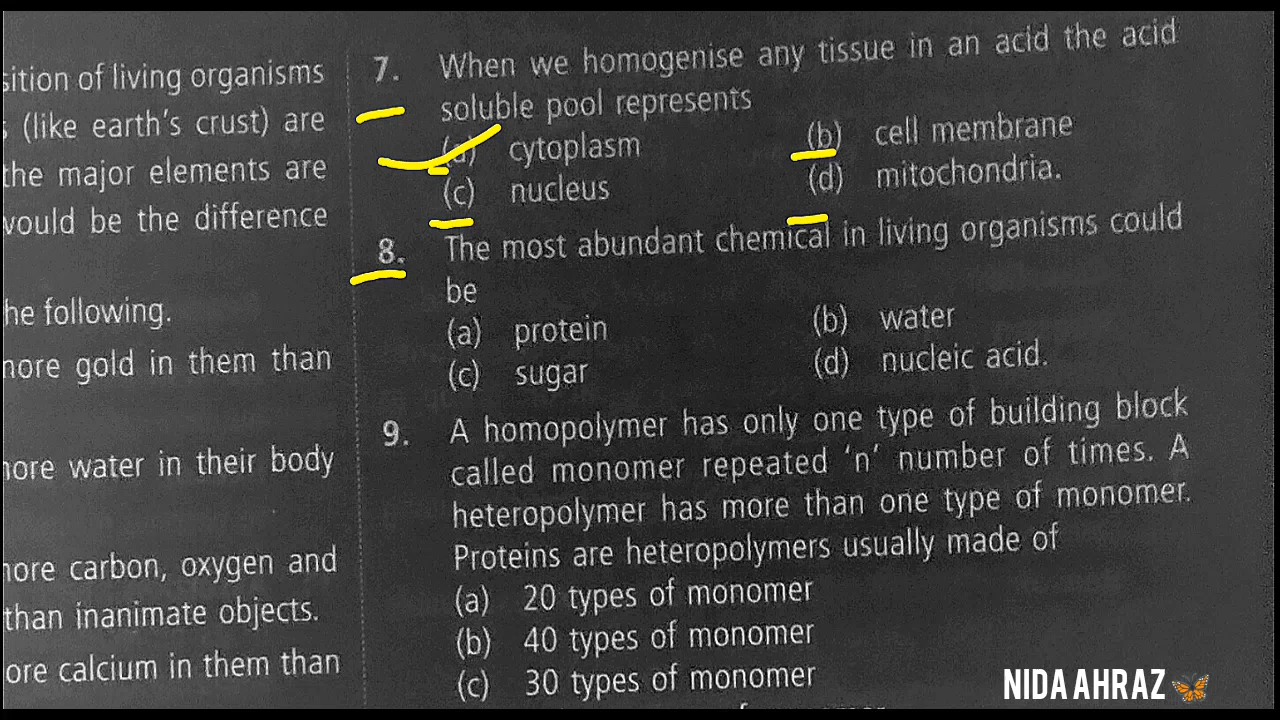 sition of living organisms
(like earth's crust) are
the major elements are
would be the difference
he following.
more gold in them than
more water in their body
more carbon, oxygen and
than inanimate objects.
ore calcium in them than
7. When we homogenise any tissue in an acid the acid
soluble pool represents
(a) cytoplasm (b) cell membrane
(c) nucleus (d) mitochondria.
8. The most abundant chemical in living organisms could
be
(a) protein (b) water
(c) sugar (d) nucleic acid.
9. A homopolymer has only one type of building block
called monomer repeated 'n' number of times. A
heteropolymer has more than one type of monomer.
Proteins are heteropolymers usually made of
(a) 20 types of monomer
(b) 40 types of monomer
(c) 30 types of monomer
NIDA AHRAZ